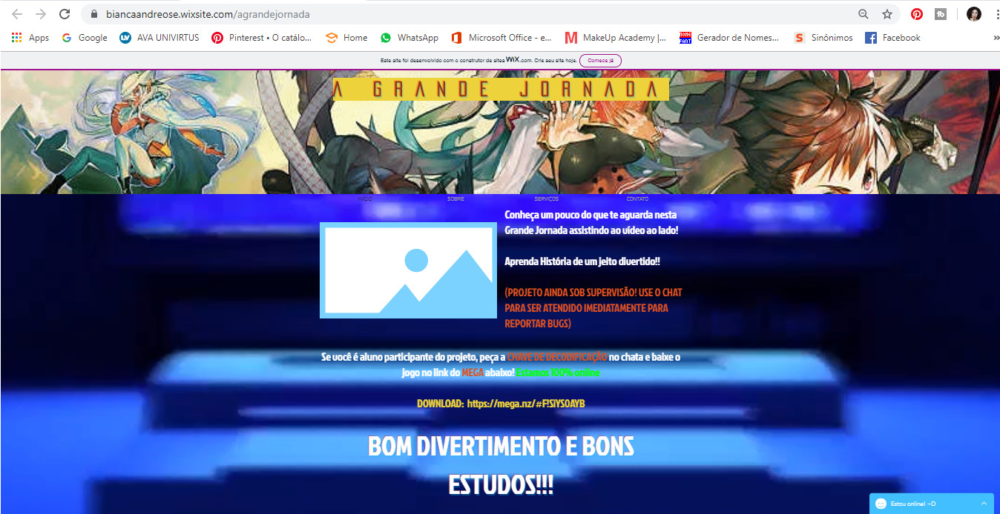 biancaandreose.wixsite.com/agrandejornada
Apps Google AVA UNIVIRTUS Pinterest • O catálo... Home WhatsApp Microsoft Office - e... MakeUp Academy |... Gerador de Nomes... Sinônimos Facebook »
Este site foi desenvolvido com o construtor de sites WiX.com. Crie seu site hoje. Comece já
A GRANDE JORNADA
INÍCIO SOBRE SERVIÇOS CONTATO
Conheça um pouco do que te aguarda nesta
Grande Jornada assistindo ao vídeo ao lado!
Aprenda História de um jeito divertido!!
(PROJETO AINDA SOB SUPERVISÃO! USE O CHAT
PARA SER ATENDIDO IMEDIATAMENTE PARA
REPORTAR BUGS)
Se você é aluno participante do projeto, peça a CHAVE DE DECODIFICAÇÃO no chata e baixe o
jogo no link do MEGA abaixo! Estamos 100% online
DOWNLOAD: https://mega.nz/#F!SiYS0AYB
BOM DIVERTIMENTO E BONS
ESTUDOS!!!
Estou online! =D